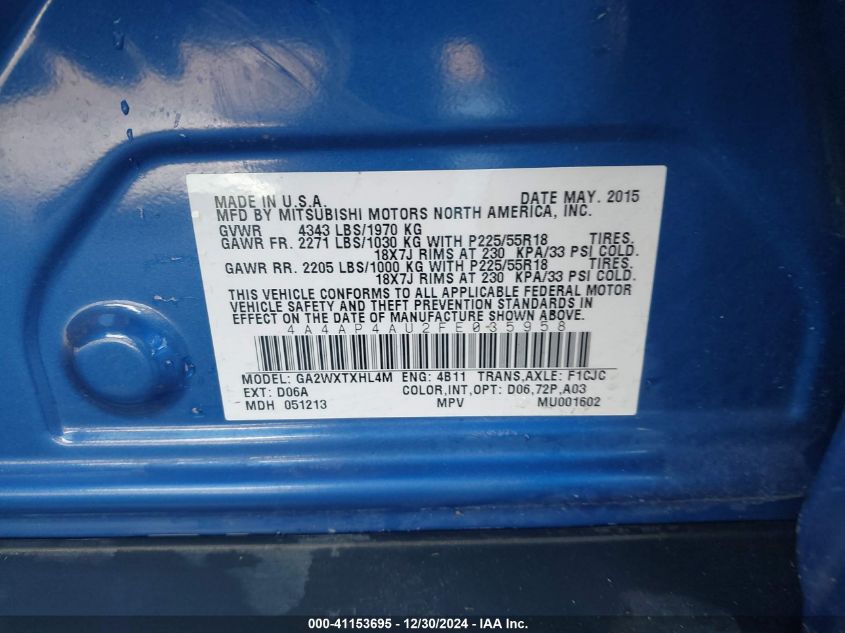 MADE IN U.S.A. DATE MAY. 2015
MFD BY MITSUBISHI MOTORS NORTH AMERICA, INC.
GVWR 4343 LBS/1970 KG
GAWR FR. 2271 LBS/1030 KG WITH P225/55R18 TIRES.
18X7J RIMS AT 230 KPA/33 PSI COLD.
GAWR RR. 2205 LBS/1000 KG WITH P225/55R18 TIRES.
18X7J RIMS AT 230 KPA/33 PSI COLD.
THIS VEHICLE CONFORMS TO ALL APPLICABLE FEDERAL MOTOR
VEHICLE SAFETY AND THEFT PREVENTION STANDARDS IN
EFFECT ON THE DATE OF MANUFACTURE SHOWN ABOVE.
4A4AP4AU2FE035958
MODEL: GA2WXTXHL4M ENG: 4B11 TRANS,AXLE: F1CJC
EXT: D06A COLOR,INT,OPT: D06,72P,A03
MDH 051213 MPV MU001602
000-41153695 - 12/30/2024 - IAA Inc.